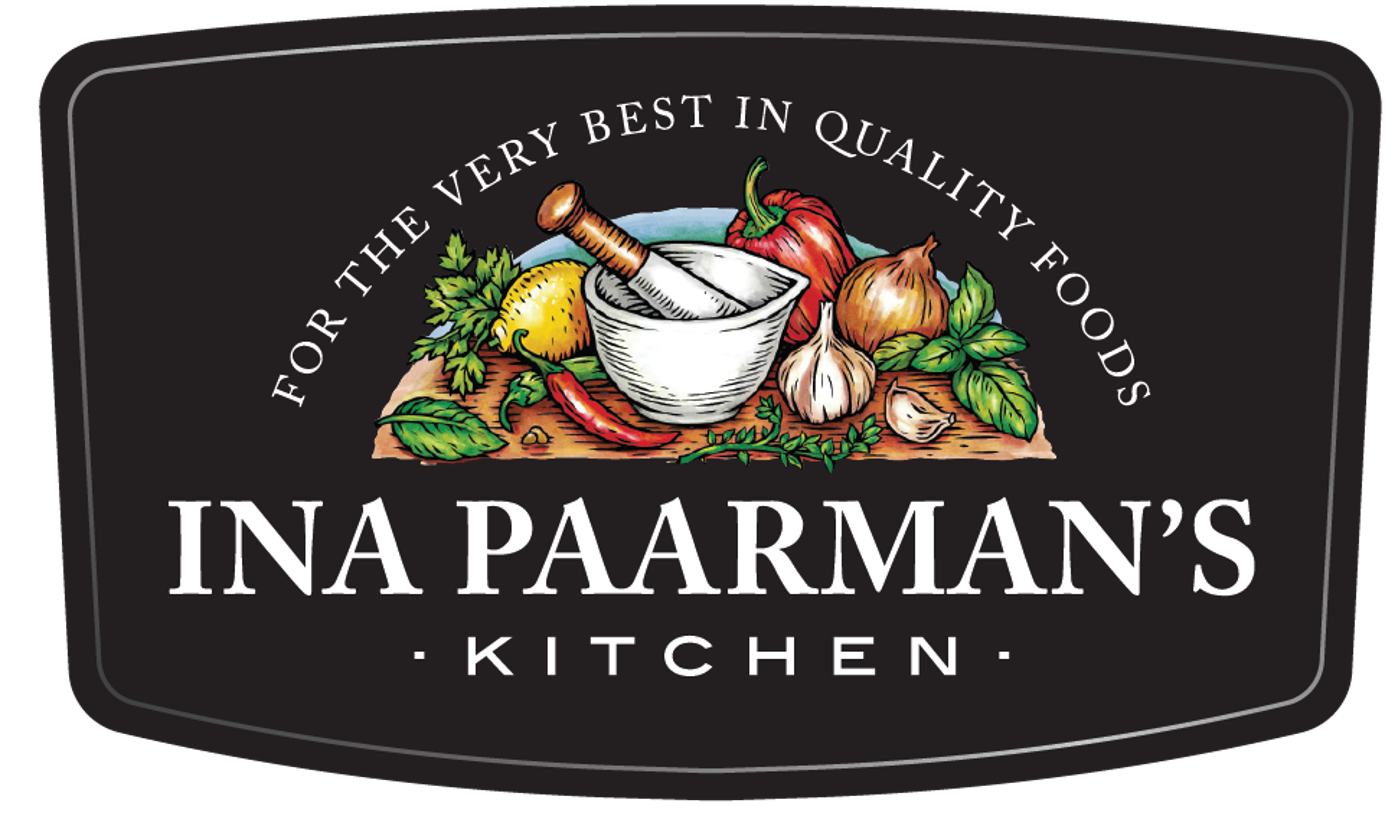 FOR THE VERY BEST IN QUALITY FOODS
INA PAARMAN’S
·KITCHEN·